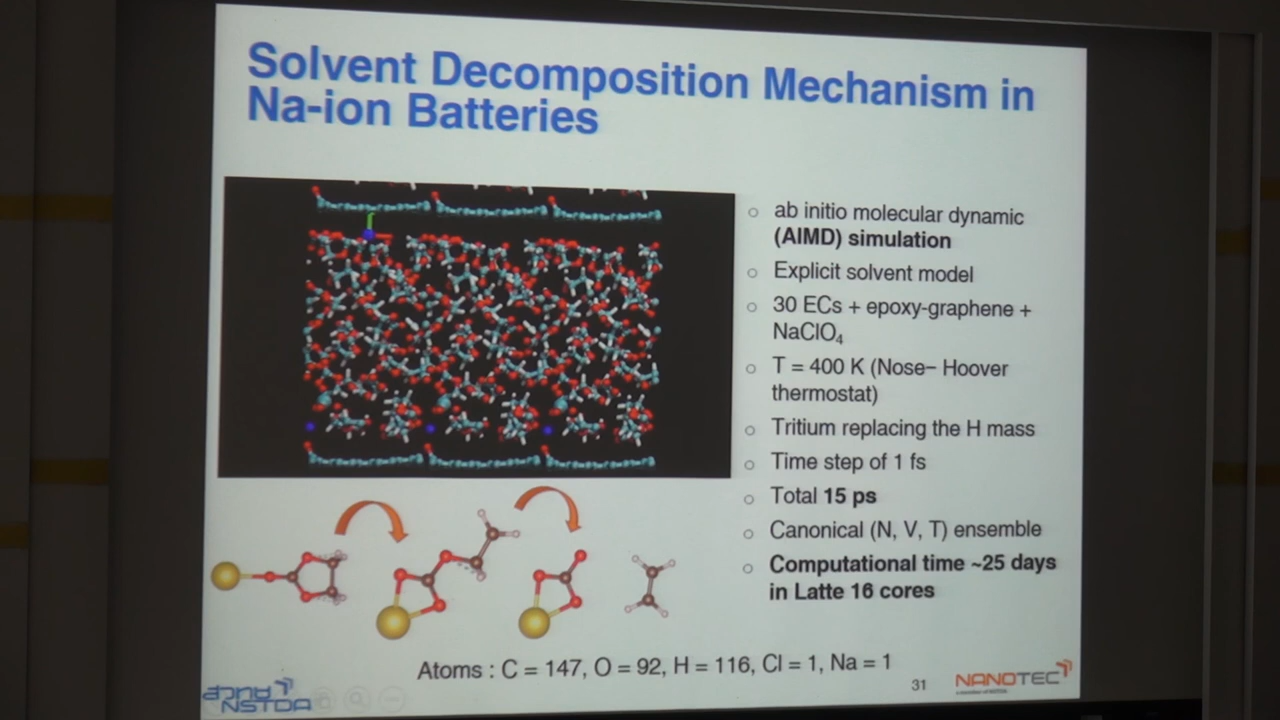 Solvent Decomposition Mechanism in
Na-ion Batteries
ab initio molecular dynamic
(AIMD) simulation
Explicit solvent model
30 ECs + epoxy-graphene +
NaClO₄
T = 400 K (Nose– Hoover
thermostat)
Tritium replacing the H mass
Time step of 1 fs
Total 15 ps
Canonical (N, V, T) ensemble
Computational time ~25 days
in Latte 16 cores
Atoms : C = 147, O = 92, H = 116, Cl = 1, Na = 1
NSTDA
31
NANOTEC
a member of NSTDA